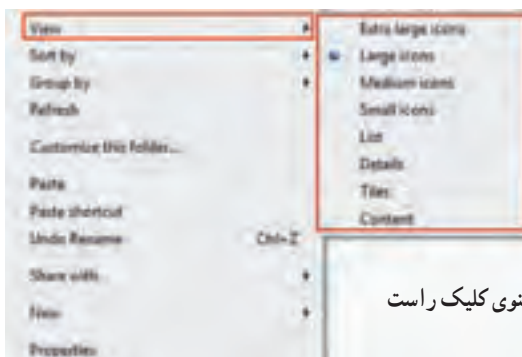 View
Sort by
Group by
Refresh
Customize this folder...
Paste
Paste shortcut
Undo Rename Ctrl+Z
Share with
New
Properties
Extra large icons
Large icons
Medium icons
Small icons
List
Details
Tiles
Content
کلیک راست